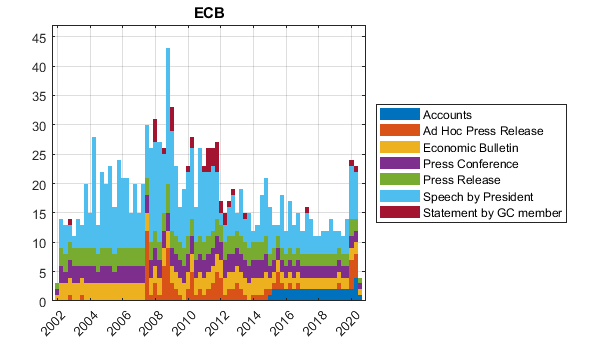 ECB
45
40
35
30
25
20
15
10
5
0
2002
2004
2006
2008
2010
2012
2014
2016
2018
2020
Accounts
Ad Hoc Press Release
Economic Bulletin
Press Conference
Press Release
Speech by President
Statement by GC member